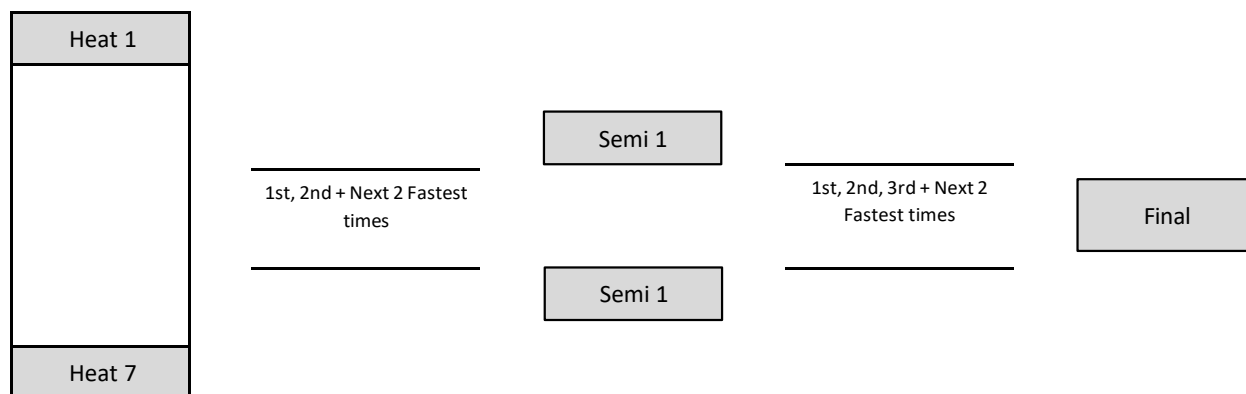 Heat 1
Semi 1
1st, 2nd + Next 2 Fastest
times
1st, 2nd, 3rd + Next 2
Fastest times
Final
Semi 1
Heat 7